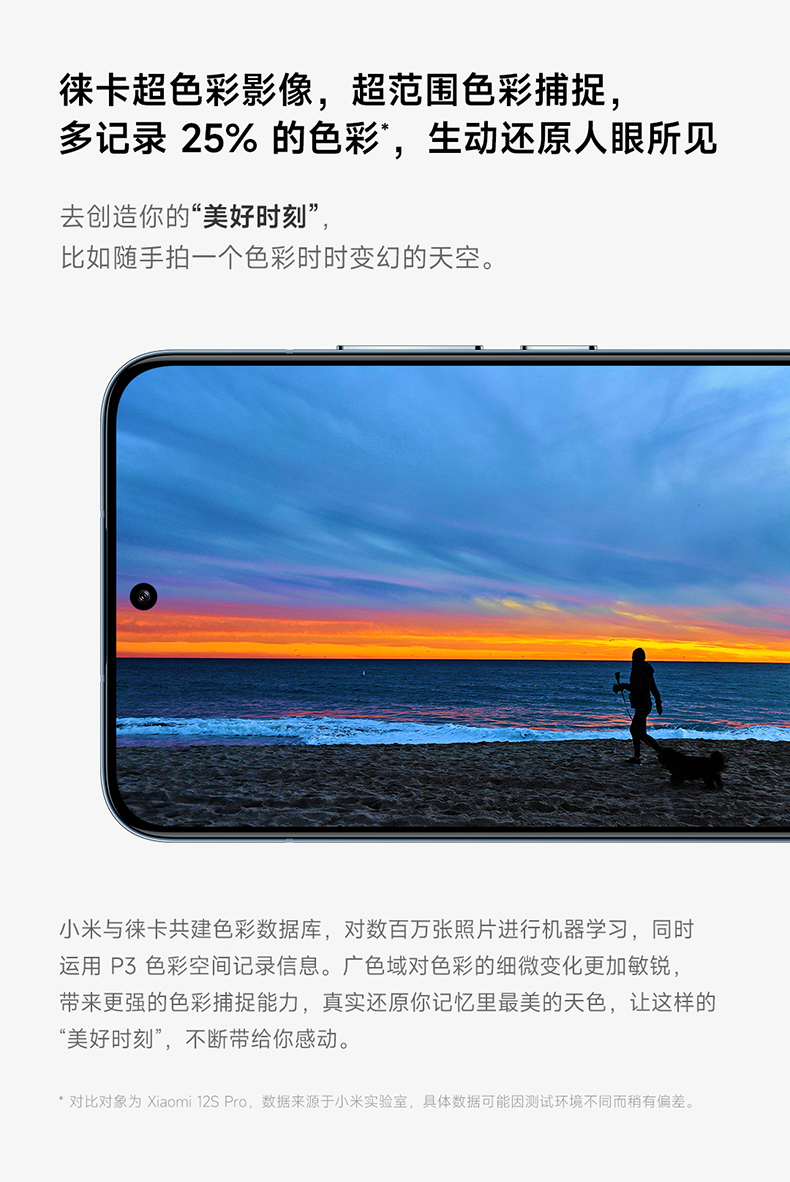 徕卡超色彩影像，超范围色彩捕捉，
多记录 25% 的色彩*，生动还原人眼所见
去创造你的“美好时刻”，
比如随手拍一个色彩时时变幻的天空。
小米与徕卡共建色彩数据库，对数百万张照片进行机器学习，同时
运用 P3 色彩空间记录信息。广色域对色彩的细微变化更加敏锐，
带来更强的色彩捕捉能力，真实还原你记忆里最美的天色，让这样的
“美好时刻”，不断带给你感动。
* 对比对象为 Xiaomi 12S Pro，数据来源于小米实验室，具体数据可能因测试环境不同而稍有偏差。